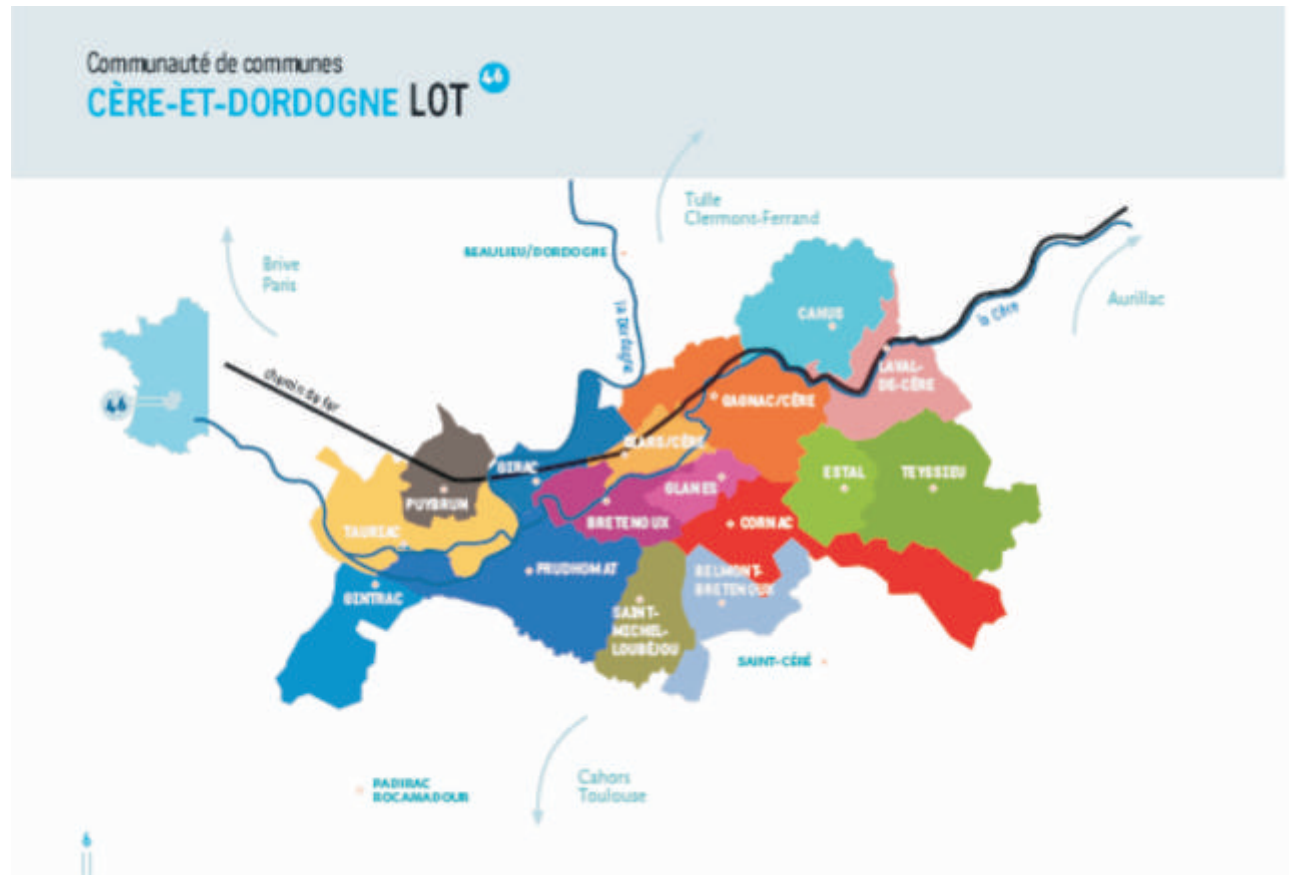 Communauté de communes
CÈRE-ET-DORDOGNE LOT 46
Tulle
Clermons-Ferrand
BEAULIEU/DORDOGNE
Brive
Paris
Aurillac
la Dordogne
la Cère
CAHUS
LAVAL-
DE-CÈRE
46
chemin de fer
GAGNAC/CÈRE
GIRAC
ESTAL
TEYSSIEU
GLANES
PUYBRUN
BRETENOUX
CORNAC
TAURIAC
PRUDHOMAT
BELMONT-
BRETENOUX
GINTRAC
SAINT-
MICHEL-
LOUBÉJOU
SAINT-CÉRÉ
PADIRAC
ROCAMADOUR
Cahors
Toulouse
6